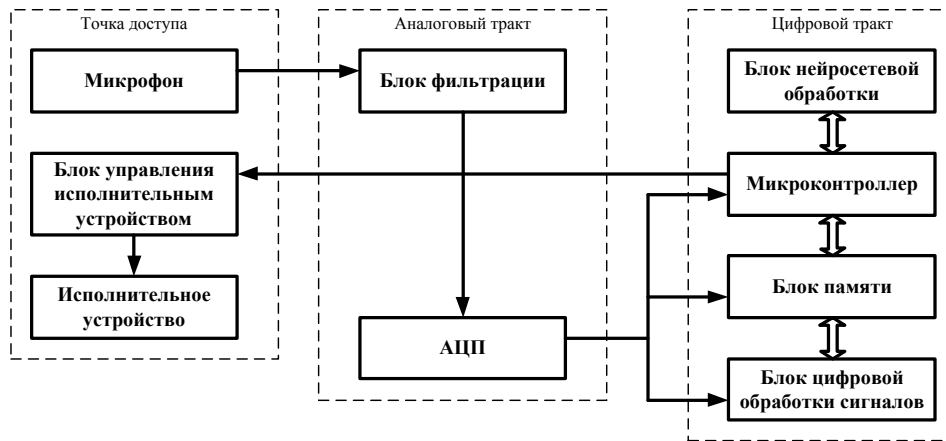 Точка доступа
Микрофон
Блок управления
исполнительным
устройством
Исполнительное
устройство
Аналоговый тракт
Блок фильтрации
АЦП
Цифровой тракт
Блок нейросетевой
обработки
Микроконтроллер
Блок памяти
Блок цифровой
обработки сигналов